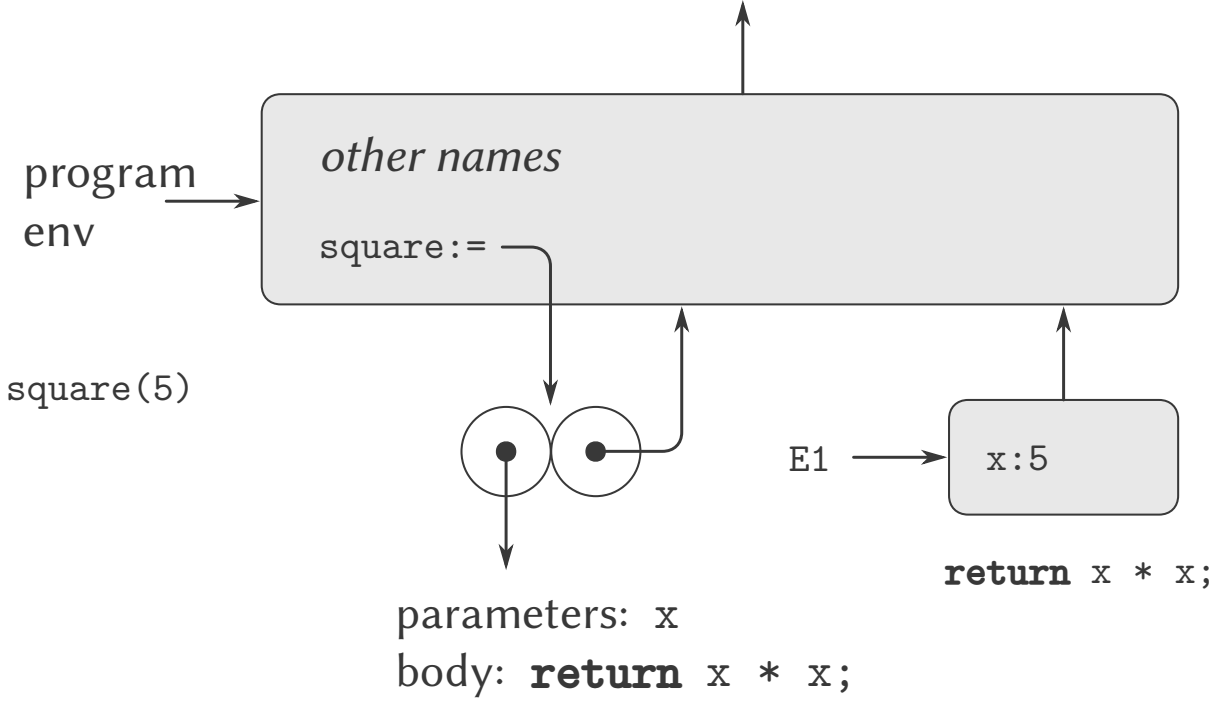 other names
program
env
square:=
square(5)
E1
x:5
return x * x;
parameters: x
body: return x * x;